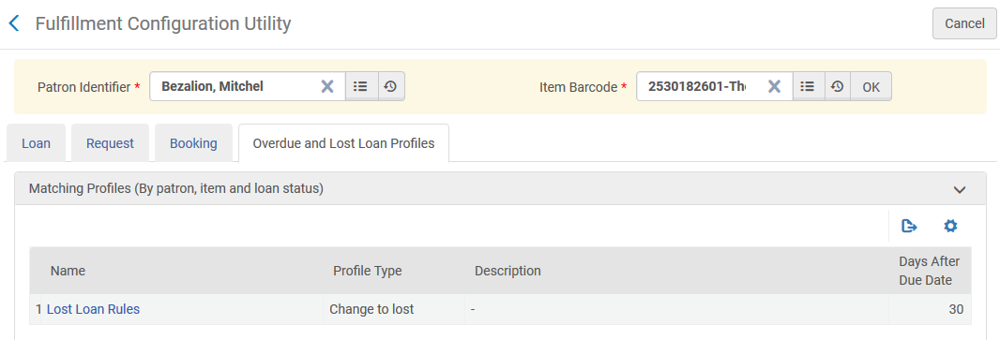 Fulfillment Configuration Utility
Cancel
Patron Identifier * Bezalion, Mitchel
Item Barcode * 2530182601-The OK
Loan Request Booking Overdue and Lost Loan Profiles
Matching Profiles (By patron, item and loan status)
Name Profile Type Description Days After Due Date
1 Lost Loan Rules Change to lost - 30